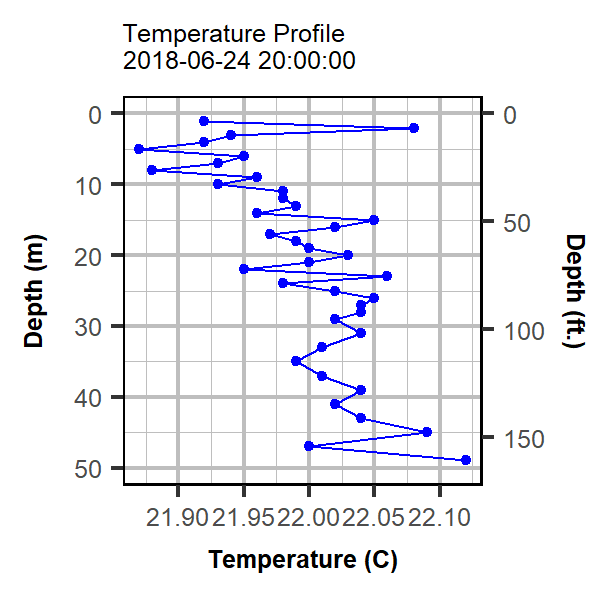 Temperature Profile
2018-06-24 20:00:00
Depth (m)
0
10
20
30
40
50
0
50
100
150
Depth (ft.)
21.90 21.95 22.00 22.05 22.10
Temperature (C)